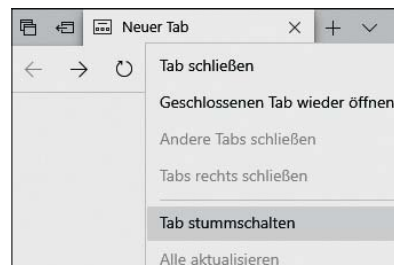 Neuer Tab
Tab schließen
Geschlossenen Tab wieder öffnen
Andere Tabs schließen
Tabs rechts schließen
Tab stummschalten
Alle aktualisieren